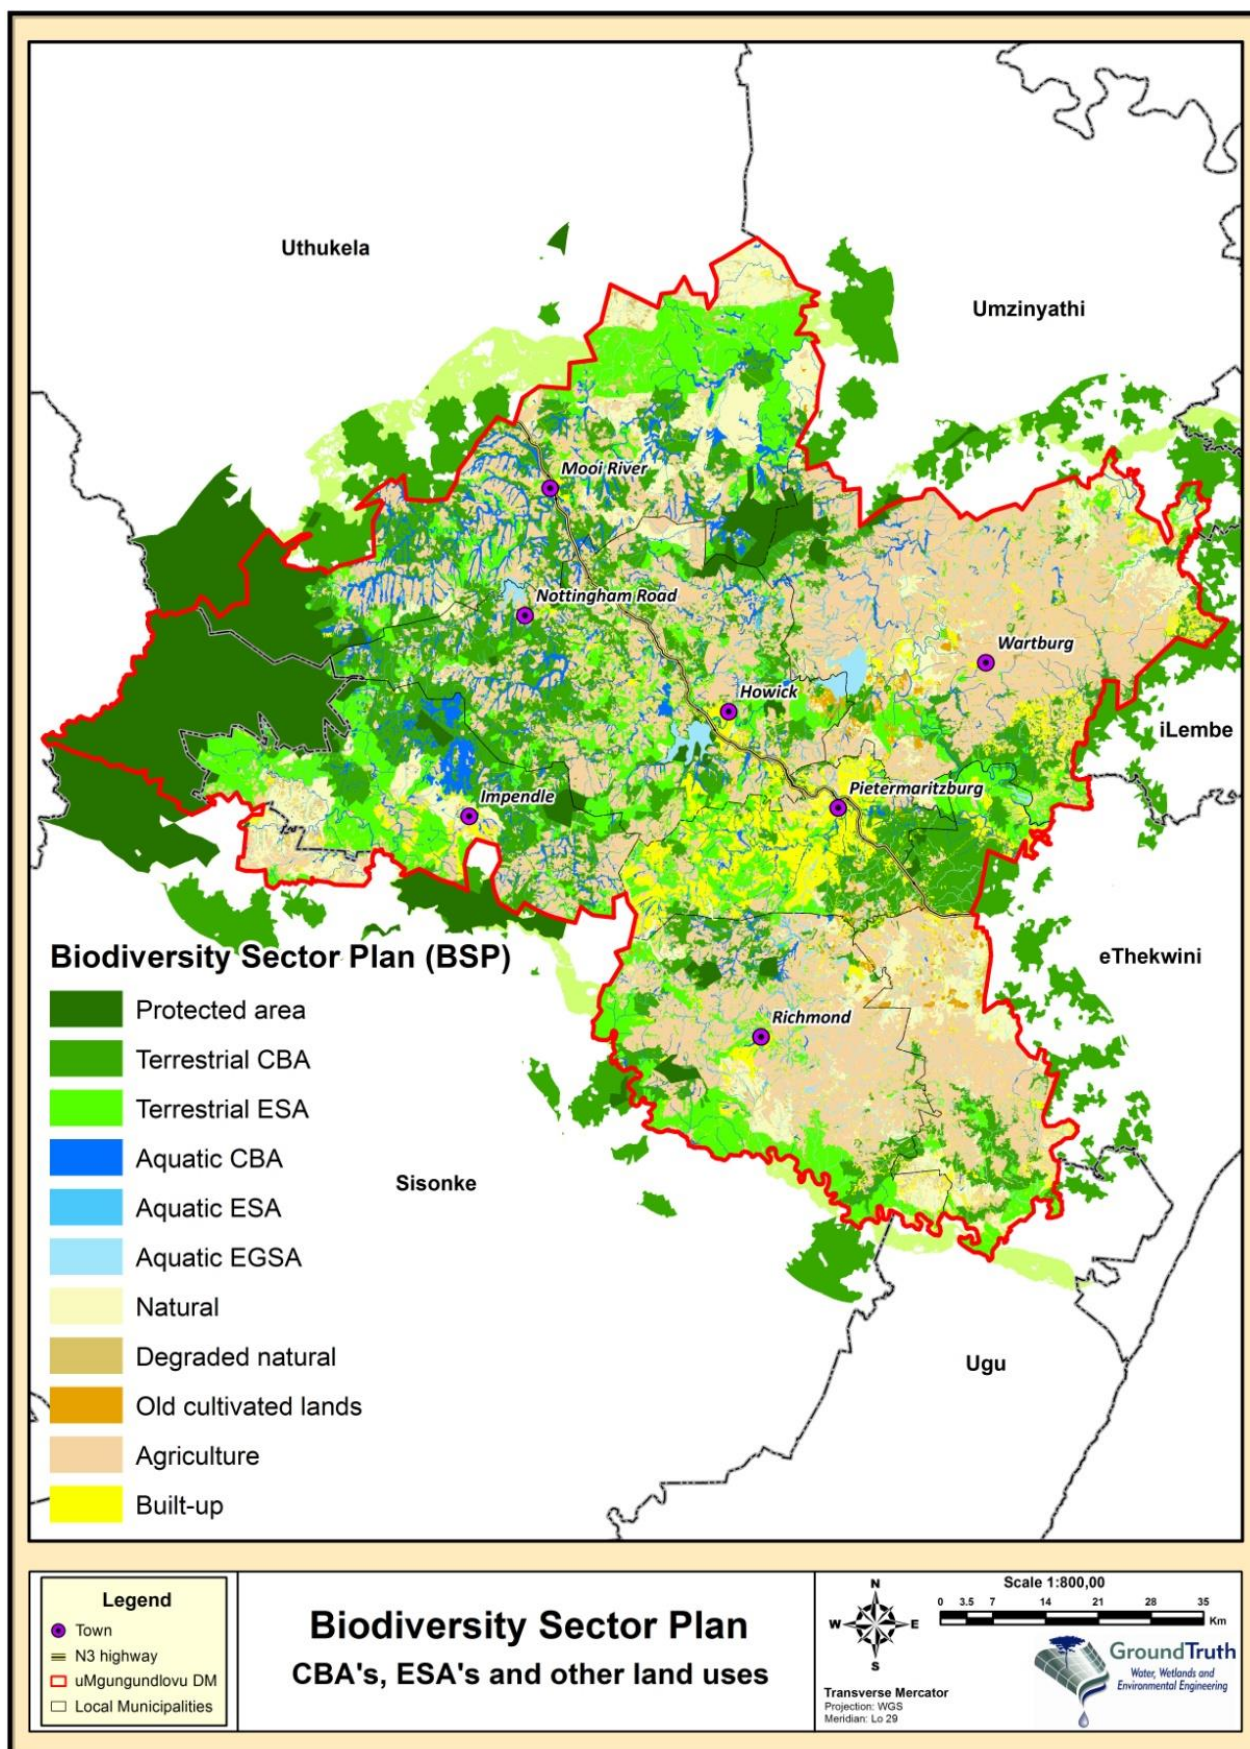 Uthukela
Umzinyathi
Mooi River
Nottingham Road
Wartburg
Howick
iLembe
Impendle
Pietermaritzburg
eThekwini
Richmond
Sisonke
Ugu
Biodiversity Sector Plan (BSP)
Protected area
Terrestrial CBA
Terrestrial ESA
Aquatic CBA
Aquatic ESA
Aquatic EGSA
Natural
Degraded natural
Old cultivated lands
Agriculture
Built-up
Legend
Town
N3 highway
uMgungundlovu DM
Local Municipalities
Biodiversity Sector Plan
CBA's, ESA's and other land uses
N
W E
S
Transverse Mercator
Projection: WGS
Meridian: Lo 29
Scale 1:800,00
0 3.5 7 14 21 28 35
Km
GroundTruth
Water, Wetlands and
Environmental Engineering